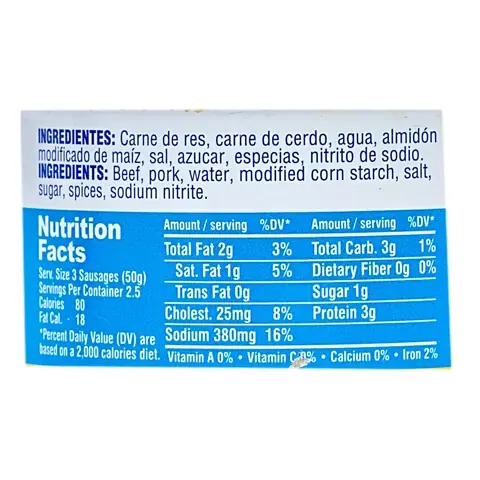 INGREDIENTES: Carne de res, carne de cerdo, agua, almidón
modificado de maíz, sal, azucar, especias, nitrito de sodio.
INGREDIENTS: Beef, pork, water, modified corn starch, salt,
sugar, spices, sodium nitrite.
Nutrition
Facts
Serv. Size 3 Sausages (50g)
Servings Per Container 2.5
Calories 80
Fat Cal. - 18
*Percent Daily Value (DV) are
based on a 2,000 calories diet.
Amount / serving %DV*
Total Fat 2g 3%
Sat. Fat 1g 5%
Trans Fat 0g
Cholest. 25mg 8%
Sodium 380mg 16%
Amount / serving %DV*
Total Carb. 3g 1%
Dietary Fiber 0g 0%
Sugar 1g
Protein 3g
Vitamin A 0% • Vitamin C 0% • Calcium 0% • Iron 2%